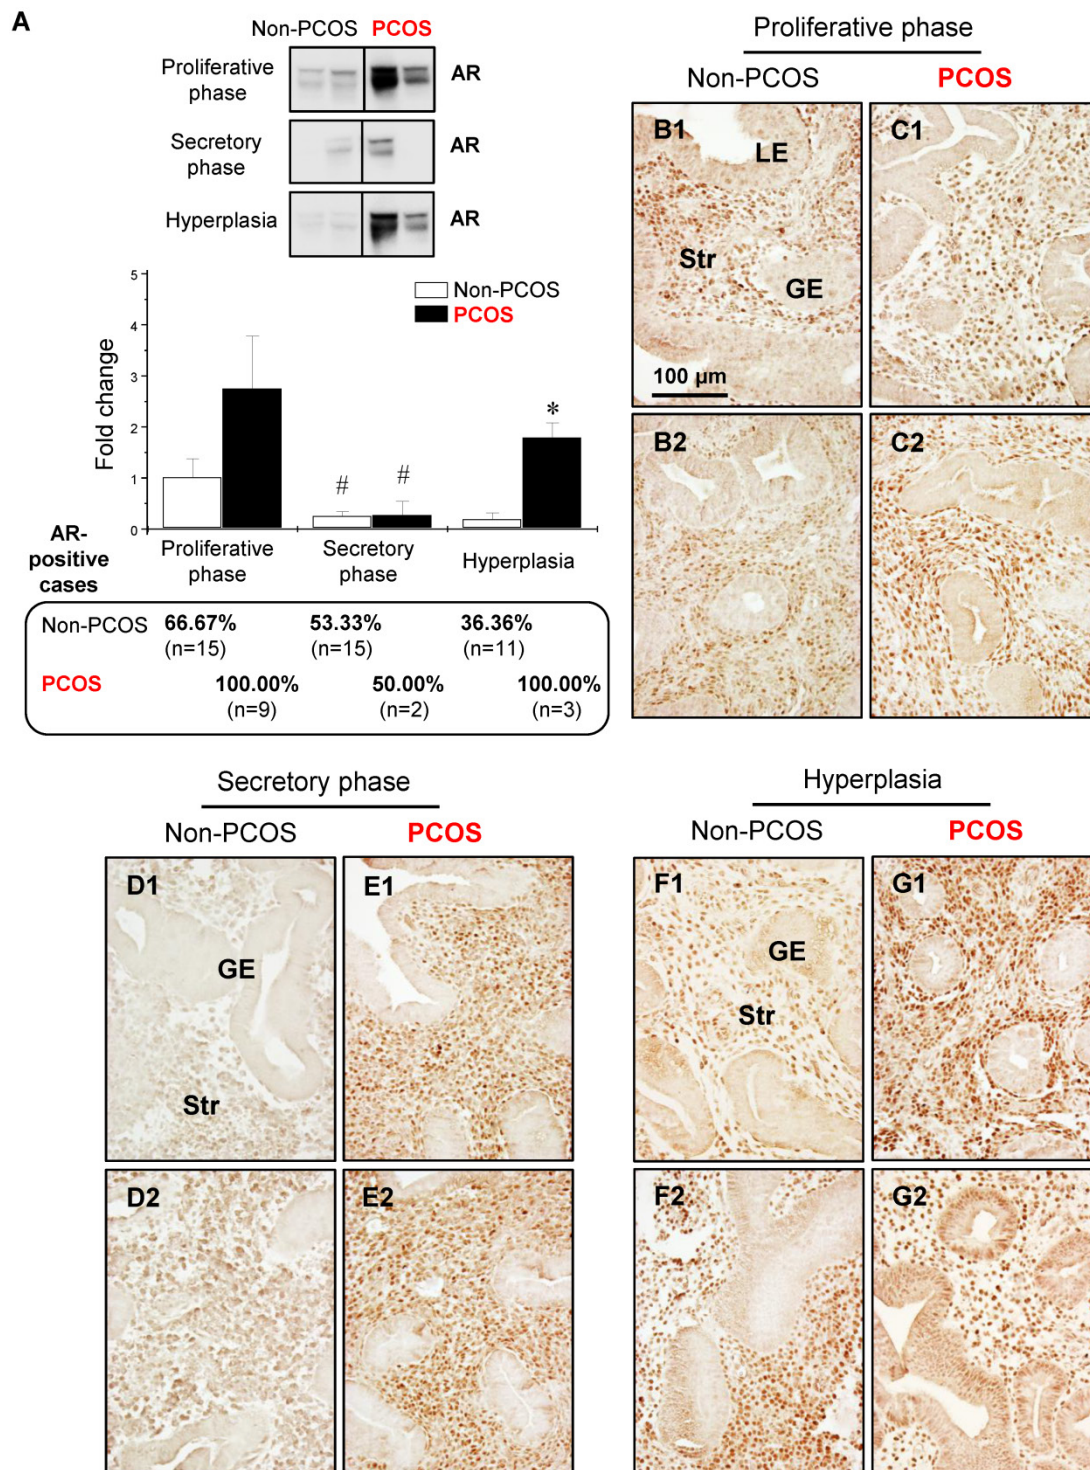 A
Non-PCOS PCOS
Proliferative
phase
AR
Secretory
phase
AR
Hyperplasia
AR
Non-PCOS
PCOS
Fold change
5
4
3
2
1
0
# # *
Proliferative
phase
Secretory
phase
Hyperplasia
AR-
positive
cases
Non-PCOS 66.67% 53.33% 36.36%
(n=15) (n=15) (n=11)
PCOS 100.00% 50.00% 100.00%
(n=9) (n=2) (n=3)
Proliferative phase
Non-PCOS PCOS
B1 C1
LE
Str
GE
100 µm
B2 C2
Secretory phase
Non-PCOS PCOS
D1 E1
GE
Str
D2 E2
Hyperplasia
Non-PCOS PCOS
F1 G1
GE
Str
F2 G2